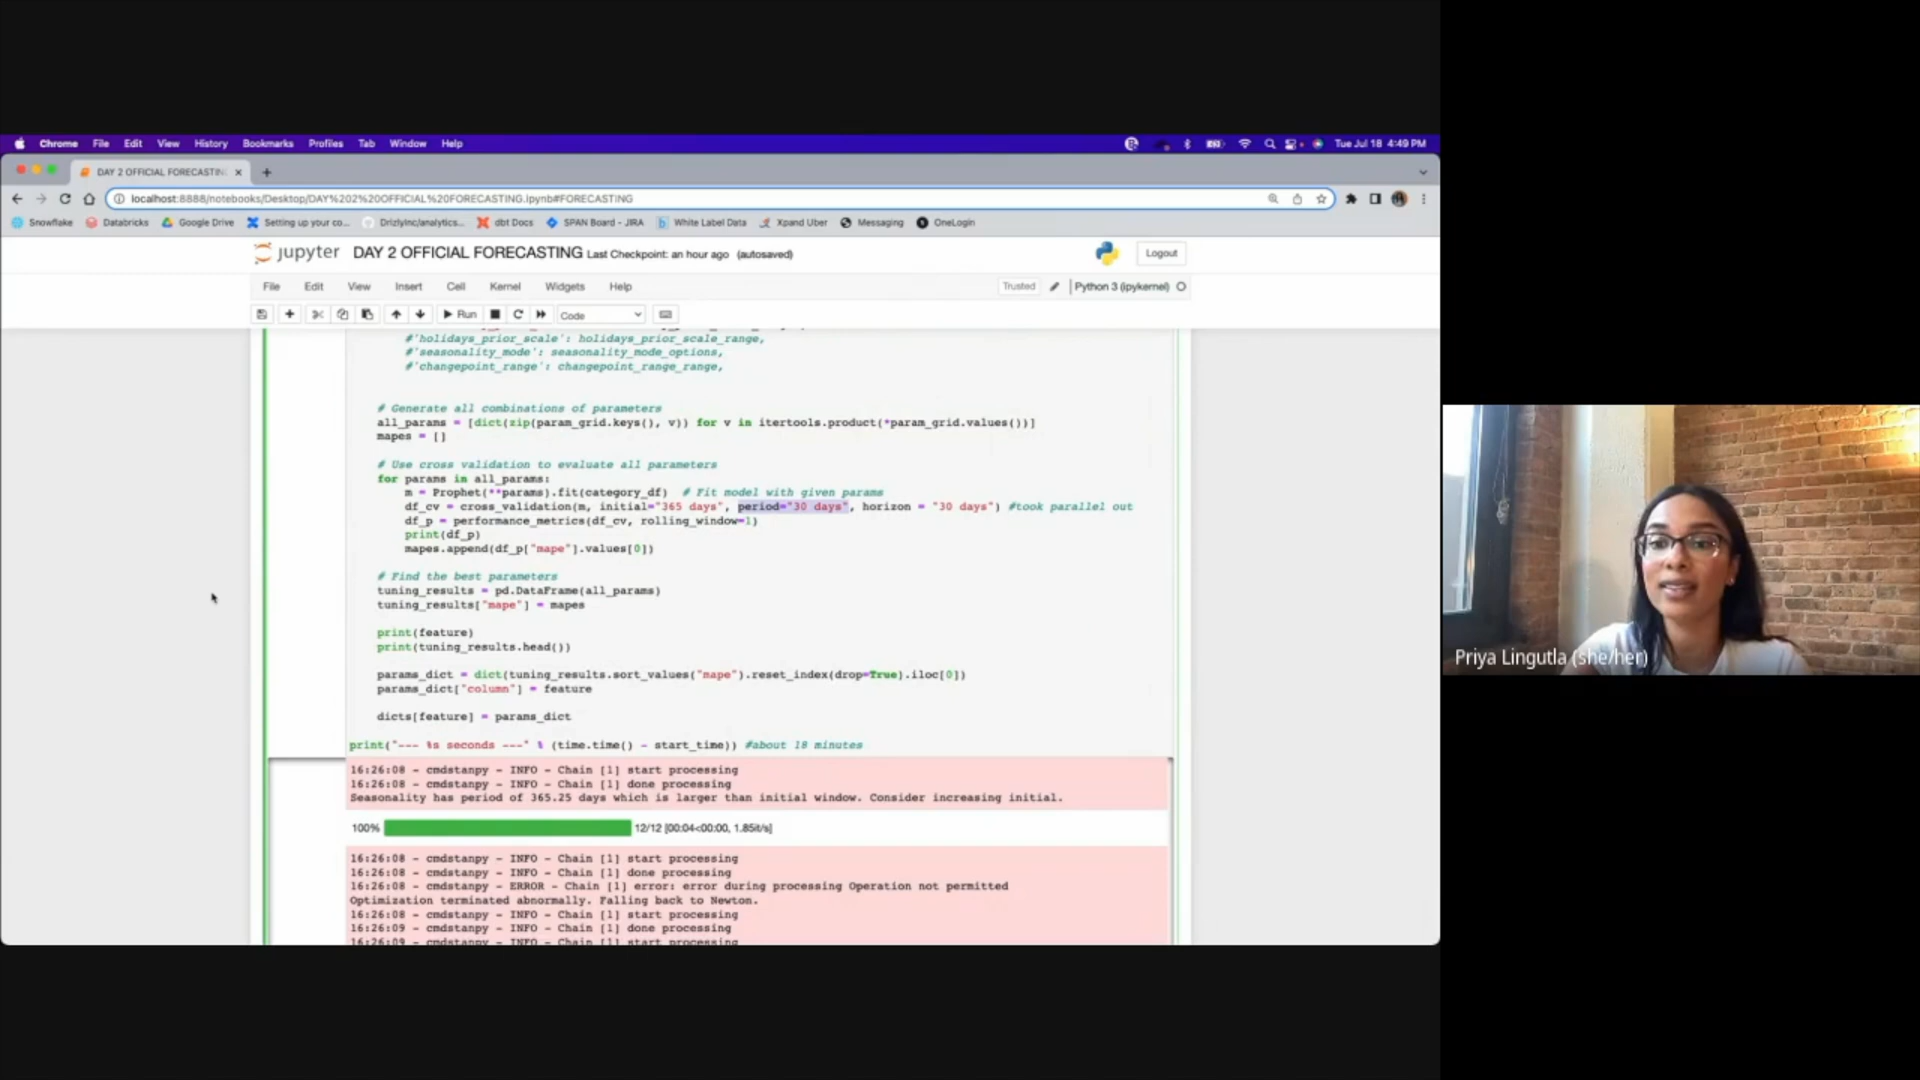 Chrome File Edit View History Bookmarks Profiles Tab Window Help Tue Jul 18 4:49 PM
DAY 2 OFFICIAL FORECASTIN
localhost:8888/notebooks/Desktop/DAY%202%20OFFICIAL%20FORECASTING.ipynb#FORECASTING
Snowflake Databricks Google Drive Setting up your co... DrizlyInc/analytics... dbt Docs SPAN Board - JIRA White Label Data Xpand Uber Messaging OneLogin
jupyter DAY 2 OFFICIAL FORECASTING Last Checkpoint: an hour ago (autosaved) Logout
File Edit View Insert Cell Kernel Widgets Help Trusted Python 3 (ipykernel)
Run Code
#'holidays_prior_scale': holidays_prior_scale_range,
#'seasonality_mode': seasonality_mode_options,
#'changepoint_range': changepoint_range_range,
# Generate all combinations of parameters
all_params = [dict(zip(param_grid.keys(), v)) for v in itertools.product(*param_grid.values())]
mapes = []
# Use cross validation to evaluate all parameters
for params in all_params:
m = Prophet(**params).fit(category_df) # Fit model with given params
df_cv = cross_validation(m, initial="365 days", period="30 days", horizon = "30 days") #took parallel out
df_p = performance_metrics(df_cv, rolling_window=1)
print(df_p)
mapes.append(df_p["mape"].values[0])
# Find the best parameters
tuning_results = pd.DataFrame(all_params)
tuning_results["mape"] = mapes
print(feature)
print(tuning_results.head())
params_dict = dict(tuning_results.sort_values("mape").reset_index(drop=True).iloc[0])
params_dict["column"] = feature
dicts[feature] = params_dict
print("--- %s seconds ---" % (time.time() - start_time)) #about 18 minutes
16:26:08 - cmdstanpy - INFO - Chain [1] start processing
16:26:08 - cmdstanpy - INFO - Chain [1] done processing
Seasonality has period of 365.25 days which is larger than initial window. Consider increasing initial.
100% 12/12 [00:04<00:00, 1.85it/s]
16:26:08 - cmdstanpy - INFO - Chain [1] start processing
16:26:08 - cmdstanpy - INFO - Chain [1] done processing
16:26:08 - cmdstanpy - ERROR - Chain [1] error: error during processing Operation not permitted
Optimization terminated abnormally. Falling back to Newton.
16:26:08 - cmdstanpy - INFO - Chain [1] start processing
16:26:09 - cmdstanpy - INFO - Chain [1] done processing
16:26:09 - cmdstanpy - INFO - Chain [1] start processing
Priya Lingutla (she/her)